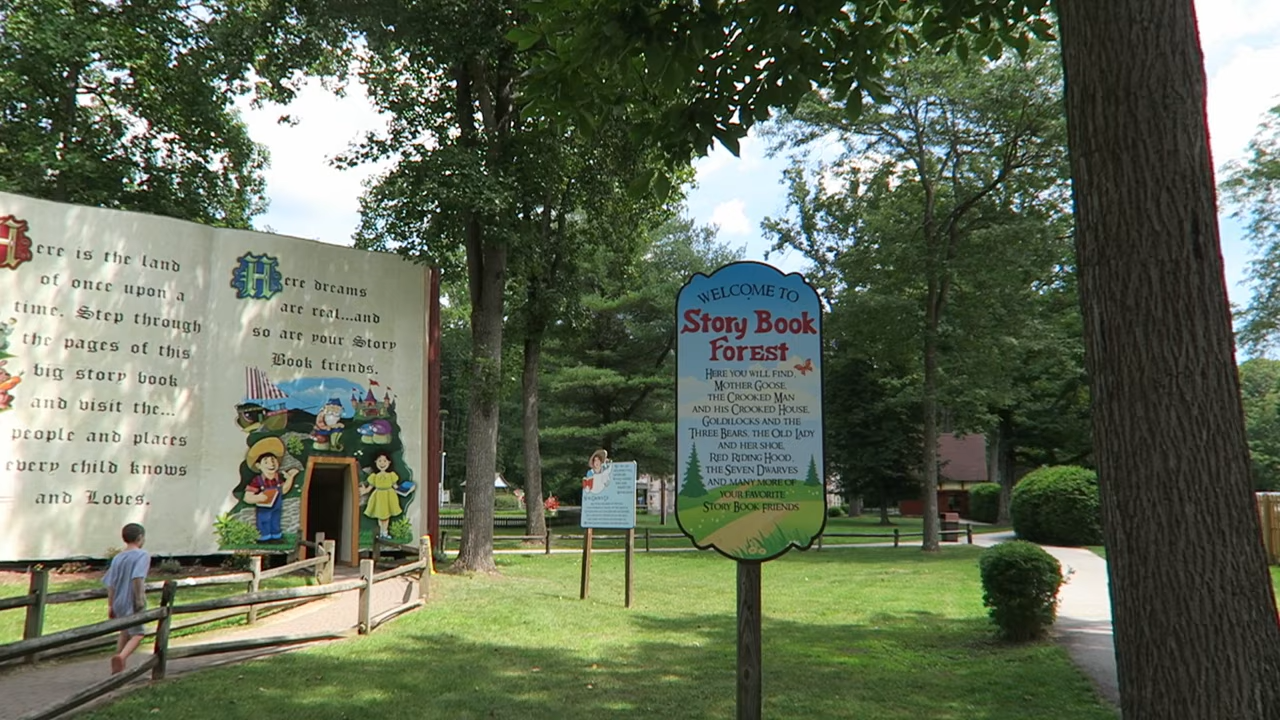 Here is the land
of once upon a
time. Step through
the pages of this
big story book
and visit the...
people and places
every child knows
and Loves.
Here dreams
are real...and
so are your Story
Book friends.
WELCOME TO
Story Book
Forest
HERE YOU WILL FIND,
MOTHER GOOSE,
THE CROOKED MAN
AND HIS CROOKED HOUSE,
GOLDILOCKS AND THE
THREE BEARS, THE OLD LADY
AND HER SHOE,
RED RIDING HOOD,
THE SEVEN DWARVES
AND MANY MORE OF
YOUR FAVORITE
STORY BOOK FRIENDS